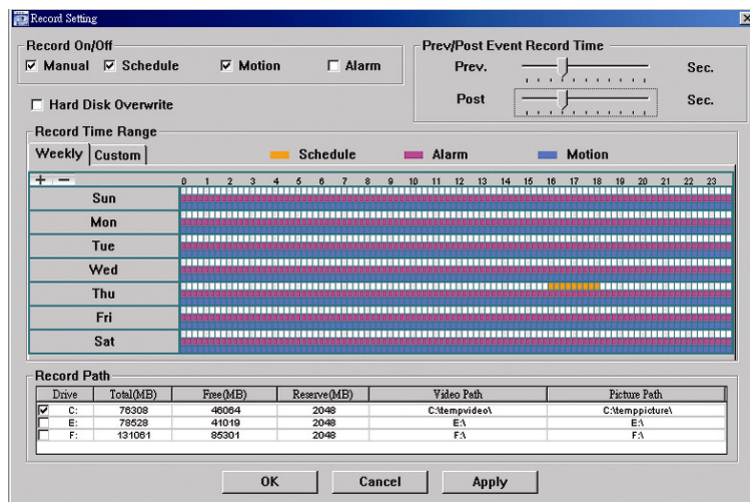 Record Setting
Record On/Off
Manual Schedule Motion Alarm
Hard Disk Overwrite
Prev/Post Event Record Time
Prev. Sec.
Post Sec.
Record Time Range
Weekly Custom
Schedule Alarm Motion
+ − 0 1 2 3 4 5 6 7 8 9 10 11 12 13 14 15 16 17 18 19 20 21 22 23
Sun
Mon
Tue
Wed
Thu
Fri
Sat
Record Path
Drive Total(MB) Free(MB) Reserve(MB) Video Path Picture Path
C: 76308 46064 2048 C:\tempvideo\ C:\temppicture\
E: 78528 41019 2048 E:\ E:\
F: 131061 85301 2048 F:\ F:\
OK Cancel Apply